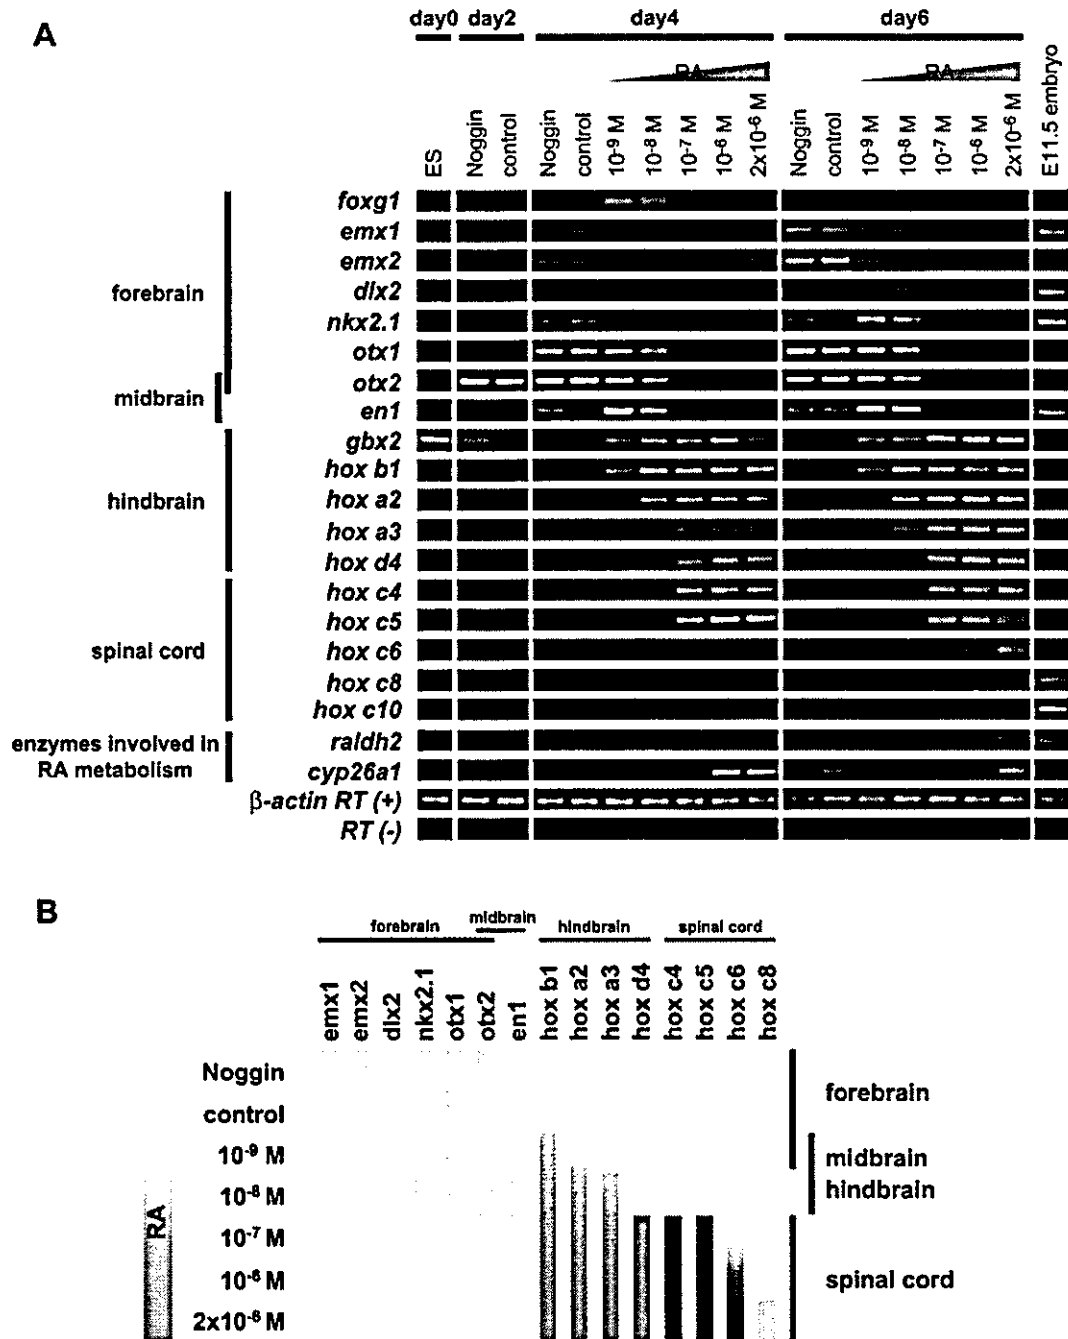 A
day0 day2 day4 day6
RA RA
ES Noggin control Noggin control 10⁻⁹ M 10⁻⁸ M 10⁻⁷ M 10⁻⁶ M 2x10⁻⁶ M Noggin control 10⁻⁹ M 10⁻⁸ M 10⁻⁷ M 10⁻⁶ M 2x10⁻⁶ M E11.5 embryo
foxg1
emx1
emx2
forebrain dlx2
nkx2.1
otx1
midbrain otx2
en1
gbx2
hox b1
hindbrain hox a2
hox a3
hox d4
hox c4
hox c5
spinal cord hox c6
hox c8
hox c10
enzymes involved in raldh2
RA metabolism cyp26a1
β-actin RT (+)
RT (-)
B
forebrain midbrain hindbrain spinal cord
emx1 emx2 dlx2 nkx2.1 otx1 otx2 en1 hox b1 hox a2 hox a3 hox d4 hox c4 hox c5 hox c6 hox c8
Noggin
forebrain
control
10⁻⁹ M midbrain
10⁻⁸ M hindbrain
RA
10⁻⁷ M
10⁻⁶ M spinal cord
2x10⁻⁶ M